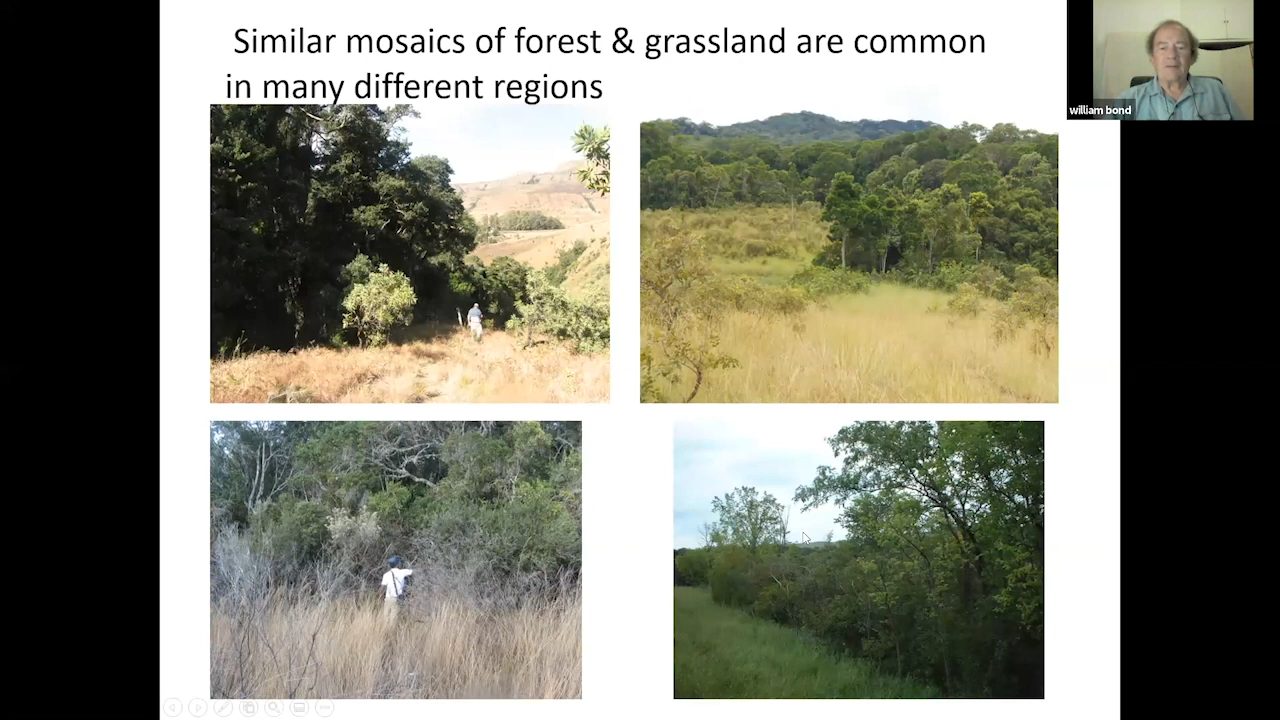 Similar mosaics of forest & grassland are common
in many different regions
william bond